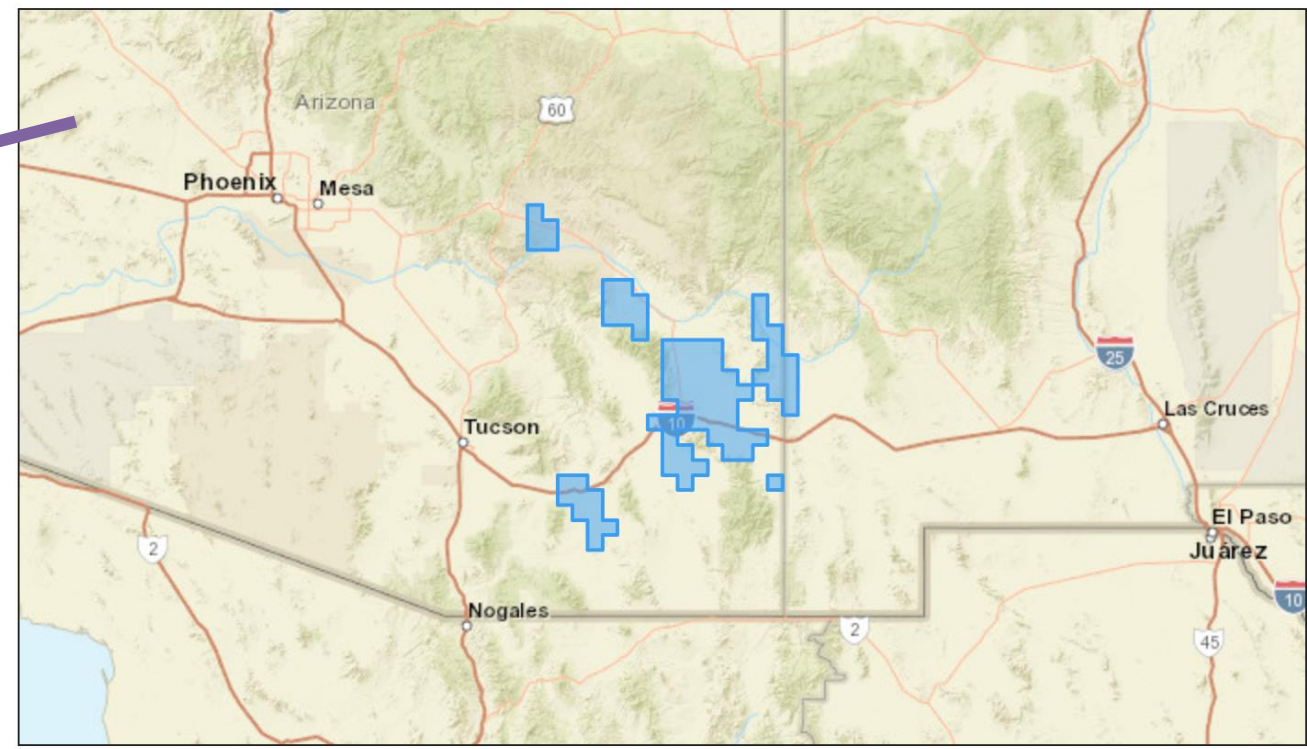 Arizona
60
Phoenix
Mesa
25
Las Cruces
10
Tucson
El Paso
2
Juárez
10
Nogales
2
45